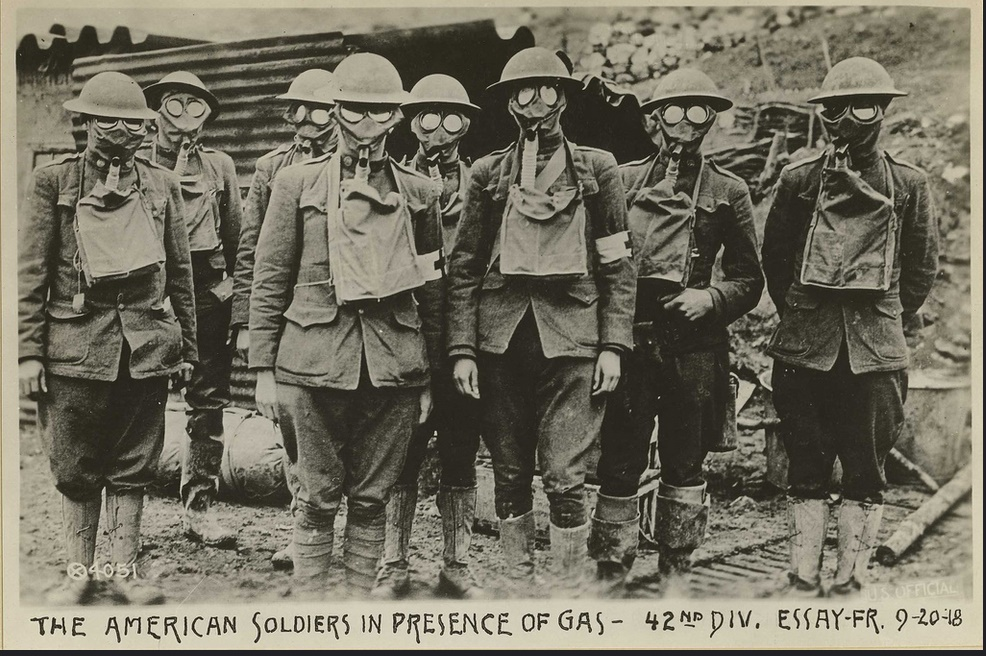 ⊗4051
U.S. OFFICIAL
THE AMERICAN SOLDIERS IN PRESENCE OF GAS- 42ND DIV. ESSAY-FR. 9-20-18